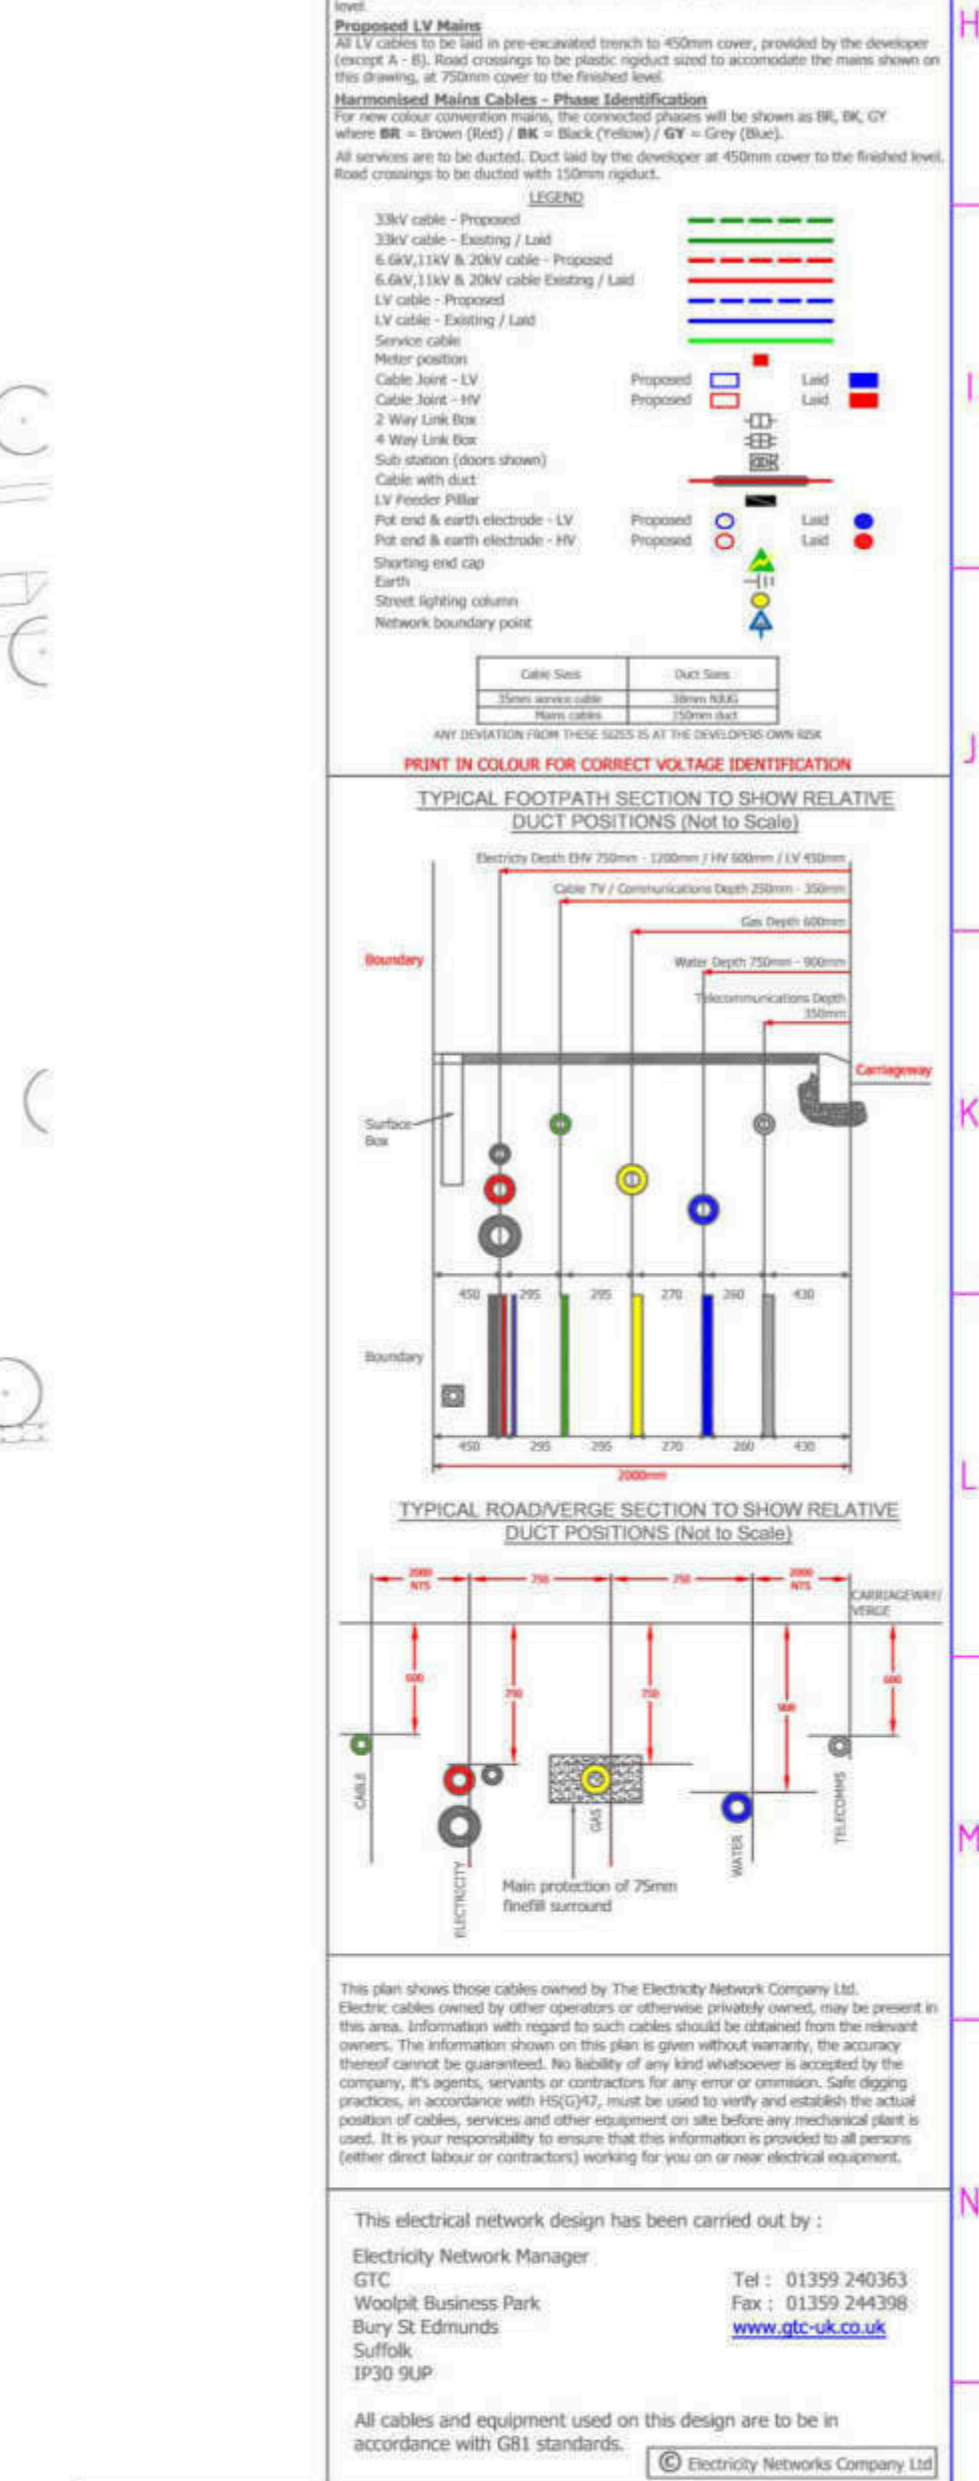 level.
Proposed LV Mains
All LV cables to be laid in pre-excavated trench to 450mm cover, provided by the developer
(except A - B). Road crossings to be plastic rigiduct sized to accomodate the mains shown on
this drawing, at 750mm cover to the finished level.
Harmonised Mains Cables - Phase Identification
For new colour convention mains, the connected phases will be shown as BR, BK, GY
where BR = Brown (Red) / BK = Black (Yellow) / GY = Grey (Blue).
All services are to be ducted. Duct laid by the developer at 450mm cover to the finished level.
Road crossings to be ducted with 150mm rigiduct.
LEGEND
33kV cable - Proposed
33kV cable - Existing / Laid
6.6kV,11kV & 20kV cable - Proposed
6.6kV,11kV & 20kV cable Existing / Laid
LV cable - Proposed
LV cable - Existing / Laid
Service cable
Meter position
Cable Joint - LV Proposed Laid
Cable Joint - HV Proposed Laid
2 Way Link Box
4 Way Link Box
Sub station (doors shown)
Cable with duct
LV Feeder Pillar
Pot end & earth electrode - LV Proposed Laid
Pot end & earth electrode - HV Proposed Laid
Shorting end cap
Earth
Street lighting column
Network boundary point
Cable Sizes Duct Sizes
35mm service cable 38mm NJUG
Mains cables 150mm duct
ANY DEVIATION FROM THESE SIZES IS AT THE DEVELOPERS OWN RISK
PRINT IN COLOUR FOR CORRECT VOLTAGE IDENTIFICATION
TYPICAL FOOTPATH SECTION TO SHOW RELATIVE
DUCT POSITIONS (Not to Scale)
Electricty Depth EHV 750mm - 1200mm / HV 600mm / LV 450mm
Cable TV / Communications Depth 250mm - 350mm
Gas Depth 600mm
Boundary
Water Depth 750mm - 900mm
Telecommunications Depth
350mm
Carriageway
Surface
Box
450 295 295 270 260 430
Boundary
450 295 295 270 260 430
2000mm
TYPICAL ROAD/VERGE SECTION TO SHOW RELATIVE
DUCT POSITIONS (Not to Scale)
2000 NTS 750 750 2000 NTS
CARRIAGEWAY/
VERGE
600 750 750 900 600
CABLE
ELECTRICITY
GAS
WATER
TELECOMMS
Main protection of 75mm
finefill surround
This plan shows those cables owned by The Electricity Network Company Ltd.
Electric cables owned by other operators or otherwise privately owned, may be present in
this area. Information with regard to such cables should be obtained from the relevant
owners. The information shown on this plan is given without warranty, the accuracy
thereof cannot be guaranteed. No liability of any kind whatsoever is accepted by the
company, it's agents, servants or contractors for any error or ommision. Safe digging
practices, in accordance with HS(G)47, must be used to verify and establish the actual
position of cables, services and other equipment on site before any mechanical plant is
used. It is your responsibility to ensure that this information is provided to all persons
(either direct labour or contractors) working for you on or near electrical equipment.
This electrical network design has been carried out by :
Electricity Network Manager
GTC Tel : 01359 240363
Woolpit Business Park Fax : 01359 244398
Bury St Edmunds www.gtc-uk.co.uk
Suffolk
IP30 9UP
All cables and equipment used on this design are to be in
accordance with G81 standards.
© Electricity Networks Company Ltd
H
I
J
K
L
M
N